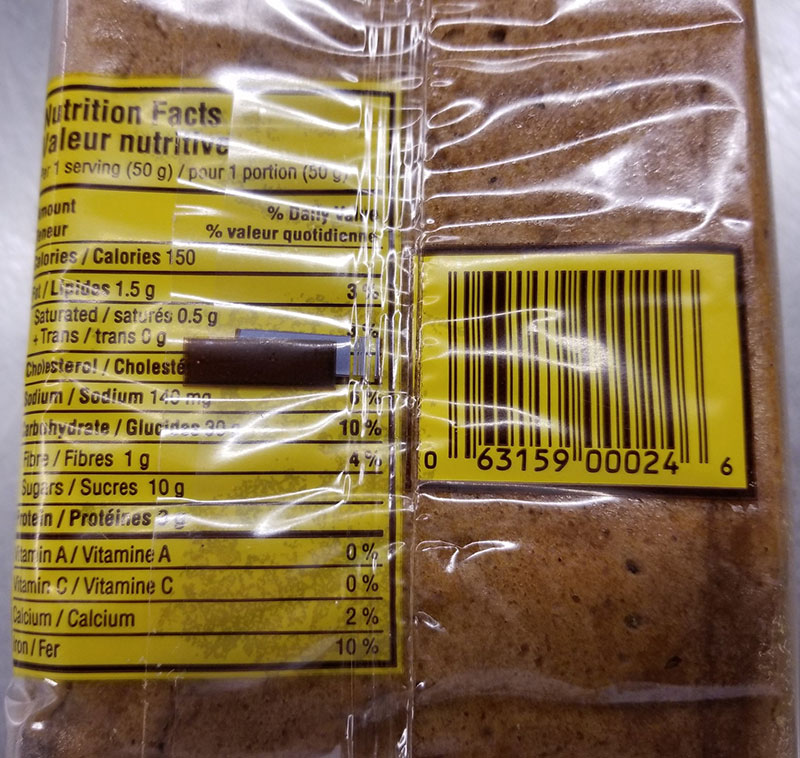 Nutrition Facts
Valeur nutritive
Per 1 serving (50 g) / pour 1 portion (50 g)
Amount % Daily Value
Teneur % valeur quotidienne
Calories / Calories 150
Fat / Lipides 1.5 g 3 %
Saturated / saturés 0.5 g
+ Trans / trans 0 g 3 %
Cholesterol / Cholesté
Sodium / Sodium 140 mg 6 %
Carbohydrate / Glucides 30 g 10 %
Fibre / Fibres 1 g 4 %
Sugars / Sucres 10 g
Protein / Protéines 3 g
Vitamin A / Vitamine A 0 %
Vitamin C / Vitamine C 0 %
Calcium / Calcium 2 %
Iron / Fer 10 %
0 63159 00024 6